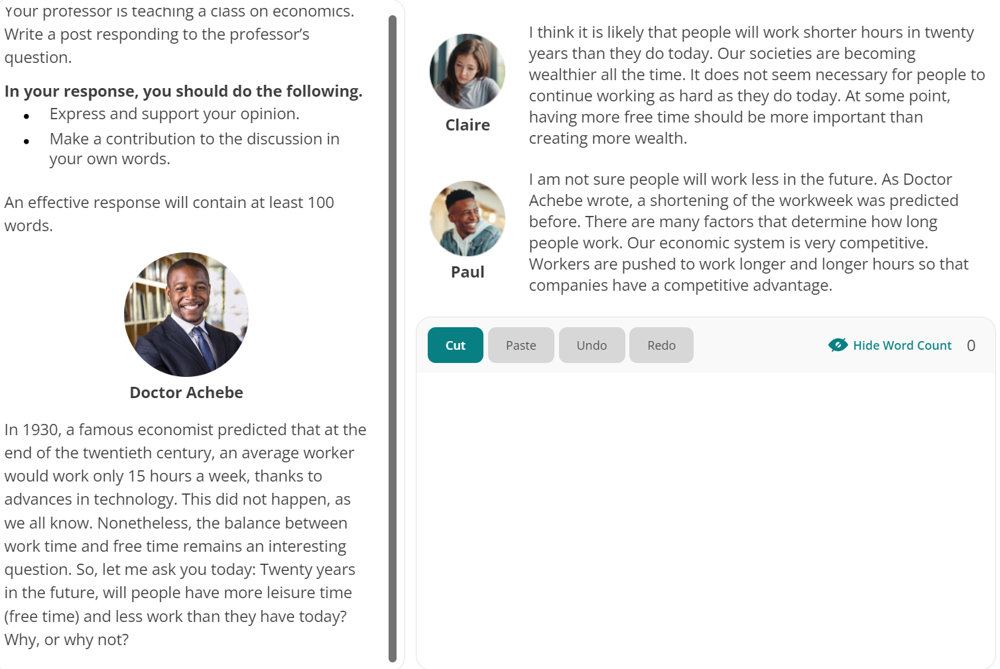 Your professor is teaching a class on economics.
Write a post responding to the professor’s
question.
In your response, you should do the following.
• Express and support your opinion.
• Make a contribution to the discussion in
your own words.
An effective response will contain at least 100
words.
Doctor Achebe
In 1930, a famous economist predicted that at the
end of the twentieth century, an average worker
would work only 15 hours a week, thanks to
advances in technology. This did not happen, as
we all know. Nonetheless, the balance between
work time and free time remains an interesting
question. So, let me ask you today: Twenty years
in the future, will people have more leisure time
(free time) and less work than they have today?
Why, or why not?
I think it is likely that people will work shorter hours in twenty
years than they do today. Our societies are becoming
wealthier all the time. It does not seem necessary for people to
continue working as hard as they do today. At some point,
having more free time should be more important than
creating more wealth.
Claire
I am not sure people will work less in the future. As Doctor
Achebe wrote, a shortening of the workweek was predicted
before. There are many factors that determine how long
people work. Our economic system is very competitive.
Workers are pushed to work longer and longer hours so that
companies have a competitive advantage.
Paul
Cut Paste Undo Redo Hide Word Count 0